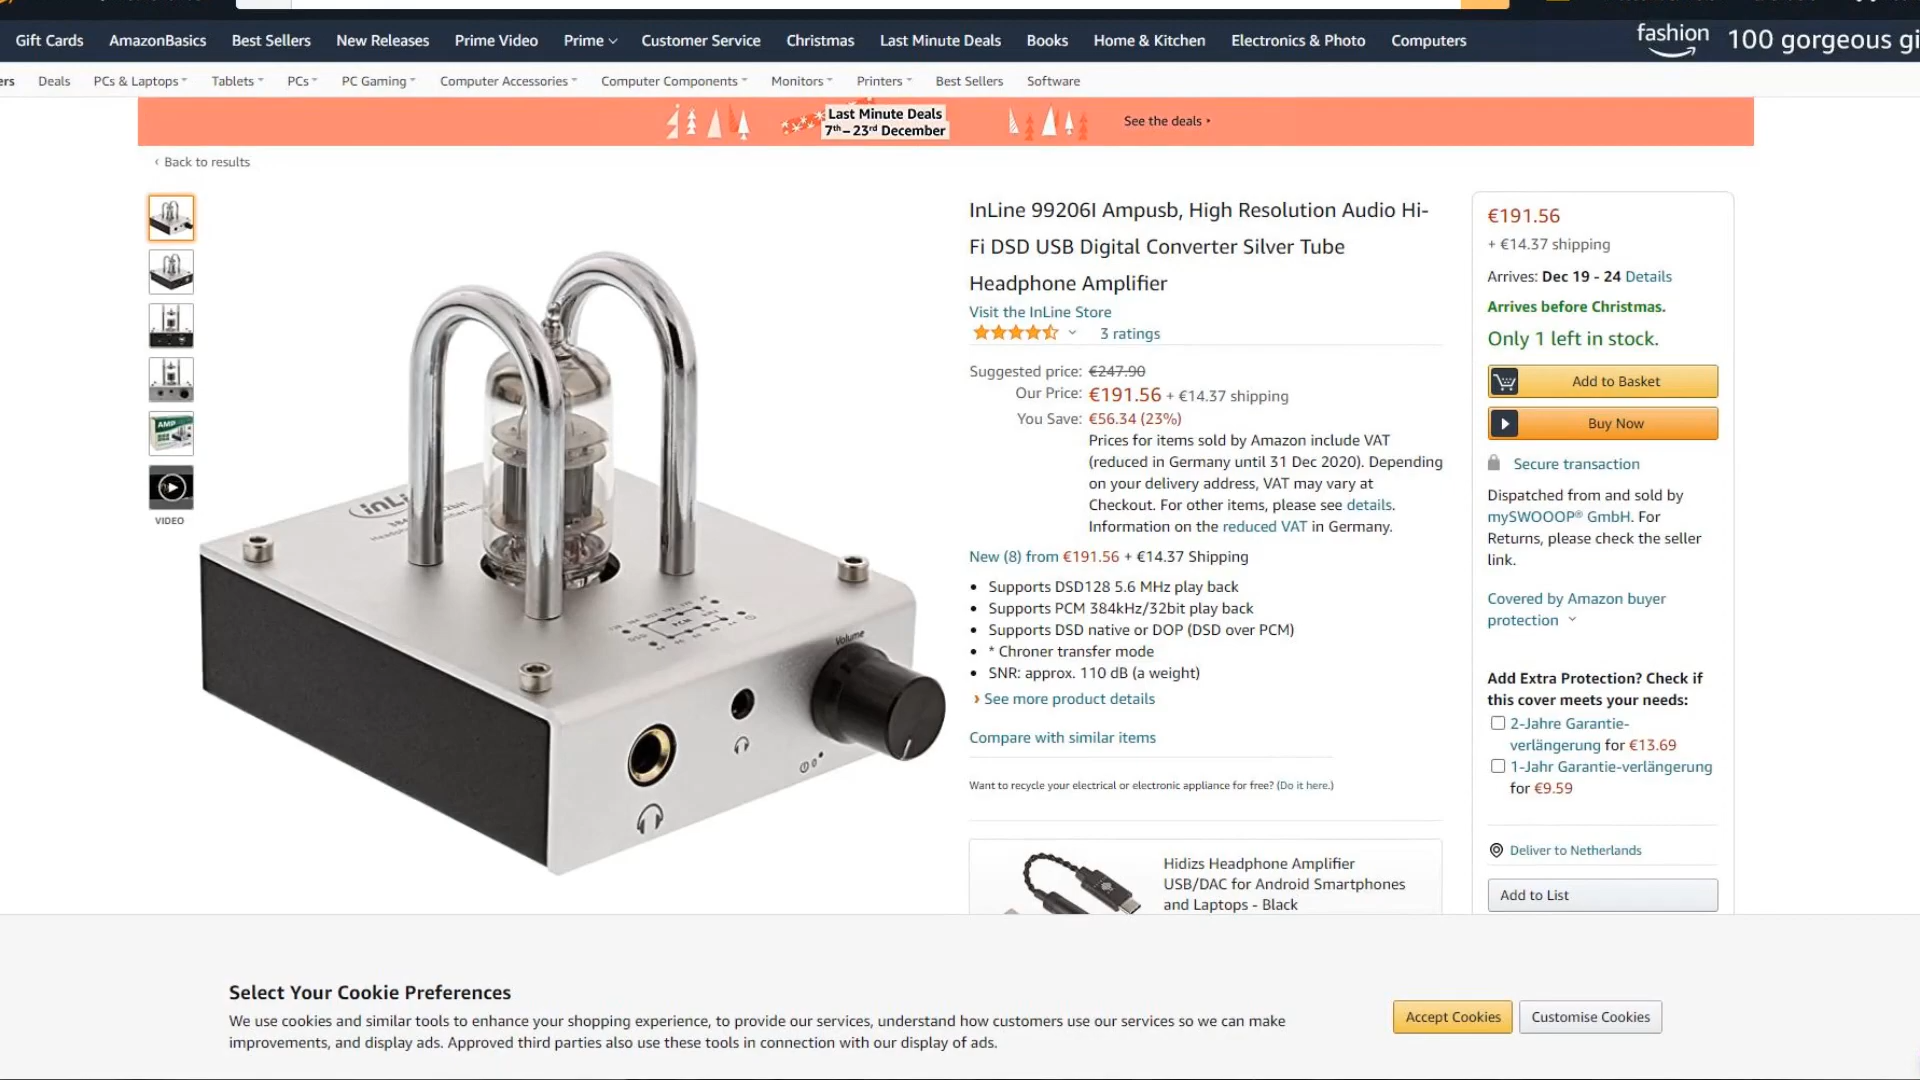 Gift Cards AmazonBasics Best Sellers New Releases Prime Video Prime Customer Service Christmas Last Minute Deals Books Home & Kitchen Electronics & Photo Computers fashion 100 gorgeous gi
ers Deals PCs & Laptops Tablets PCs PC Gaming Computer Accessories Computer Components Monitors Printers Best Sellers Software
Last Minute Deals
7th – 23rd December
See the deals
‹ Back to results
VIDEO
inLi
Volume
PCM
DSD
AMP
InLine 99206I Ampusb, High Resolution Audio Hi-
Fi DSD USB Digital Converter Silver Tube
Headphone Amplifier
Visit the InLine Store
3 ratings
Suggested price: €247.90
Our Price: €191.56 + €14.37 shipping
You Save: €56.34 (23%)
Prices for items sold by Amazon include VAT
(reduced in Germany until 31 Dec 2020). Depending
on your delivery address, VAT may vary at
Checkout. For other items, please see details.
Information on the reduced VAT in Germany.
New (8) from €191.56 + €14.37 Shipping
• Supports DSD128 5.6 MHz play back
• Supports PCM 384kHz/32bit play back
• Supports DSD native or DOP (DSD over PCM)
• * Chroner transfer mode
• SNR: approx. 110 dB (a weight)
› See more product details
Compare with similar items
Want to recycle your electrical or electronic appliance for free? (Do it here.)
Hidizs Headphone Amplifier
USB/DAC for Android Smartphones
and Laptops - Black
€191.56
+ €14.37 shipping
Arrives: Dec 19 - 24 Details
Arrives before Christmas.
Only 1 left in stock.
Add to Basket
Buy Now
Secure transaction
Dispatched from and sold by
mySWOOOP® GmbH. For
Returns, please check the seller
link.
Covered by Amazon buyer
protection
Add Extra Protection? Check if
this cover meets your needs:
2-Jahre Garantie-
verlängerung for €13.69
1-Jahr Garantie-verlängerung
for €9.59
Deliver to Netherlands
Add to List
Select Your Cookie Preferences
We use cookies and similar tools to enhance your shopping experience, to provide our services, understand how customers use our services so we can make
improvements, and display ads. Approved third parties also use these tools in connection with our display of ads.
Accept Cookies
Customise Cookies